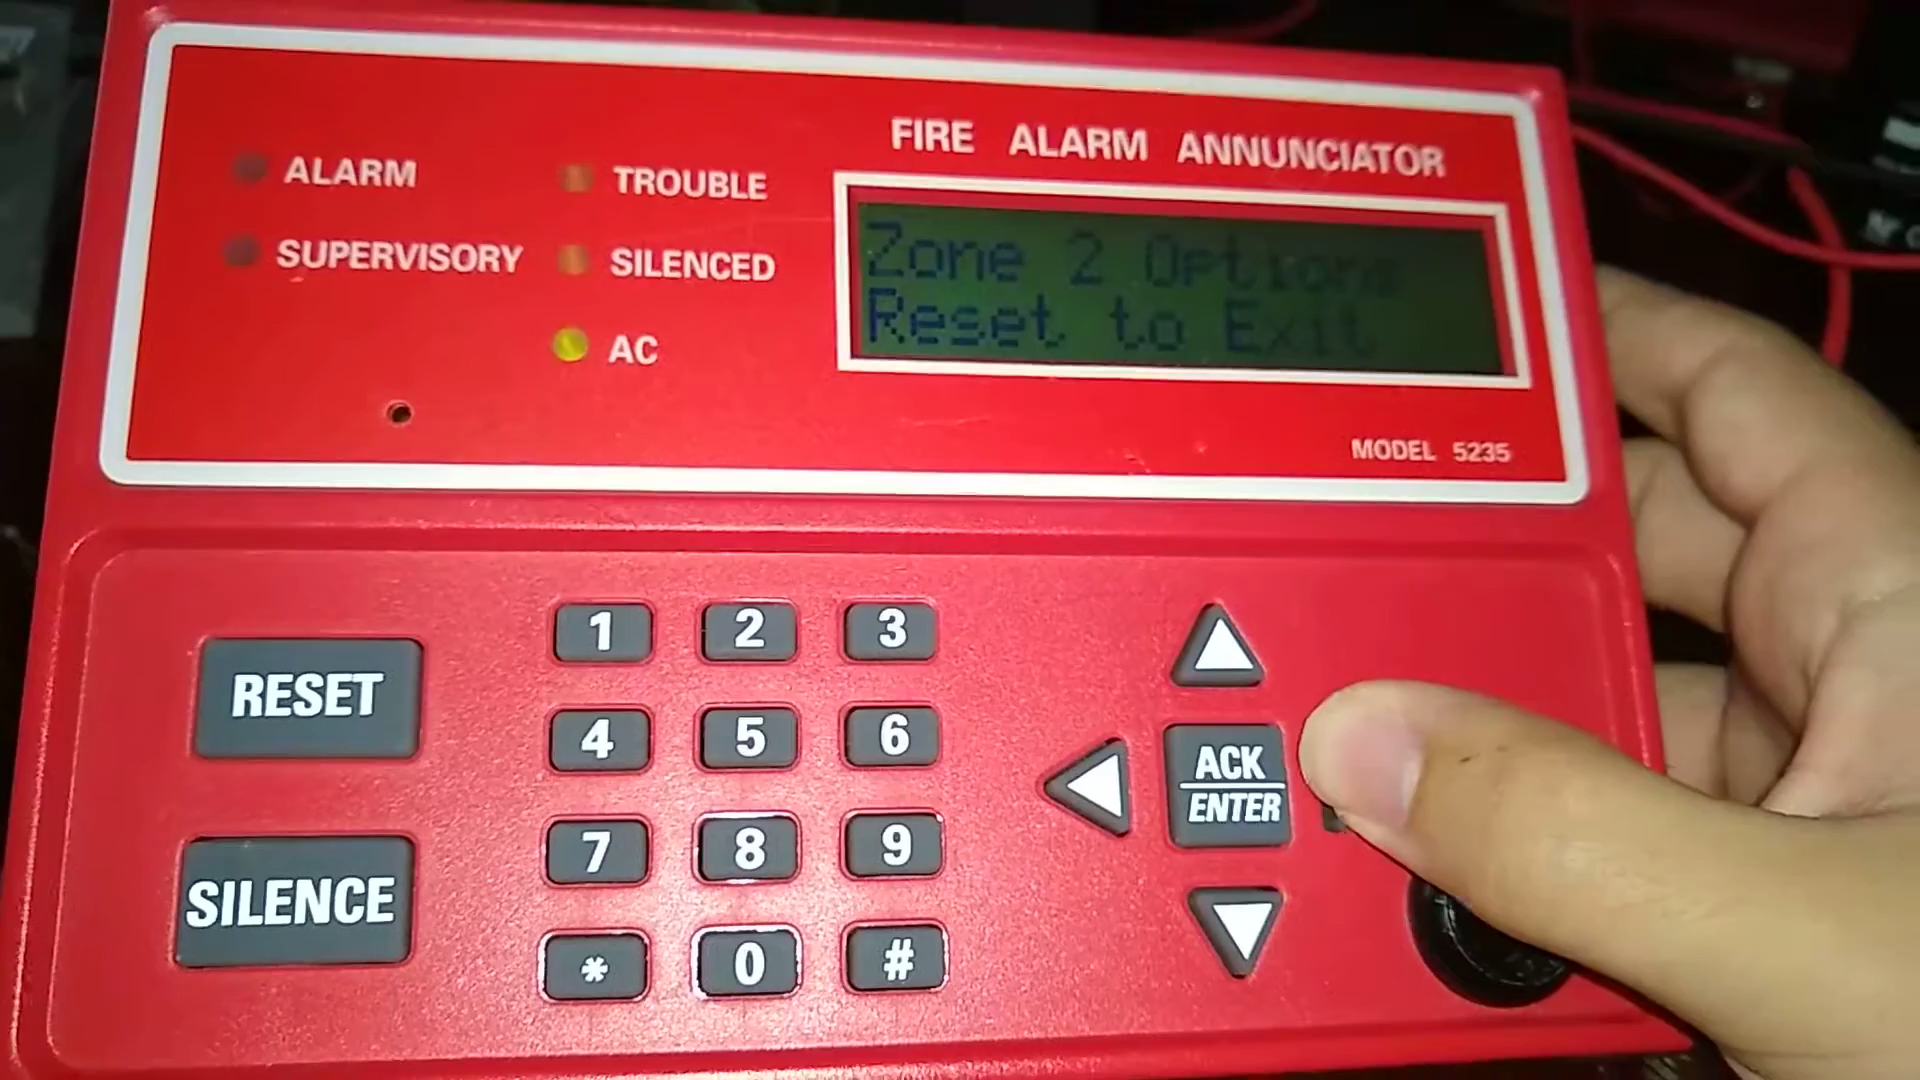 FIRE ALARM ANNUNCIATOR
ALARM
TROUBLE
SUPERVISORY
SILENCED
AC
Zone 2 Options
Reset to Exit
MODEL 5235
RESET
SILENCE
1 2 3
4 5 6
7 8 9
* 0 #
ACK
ENTER